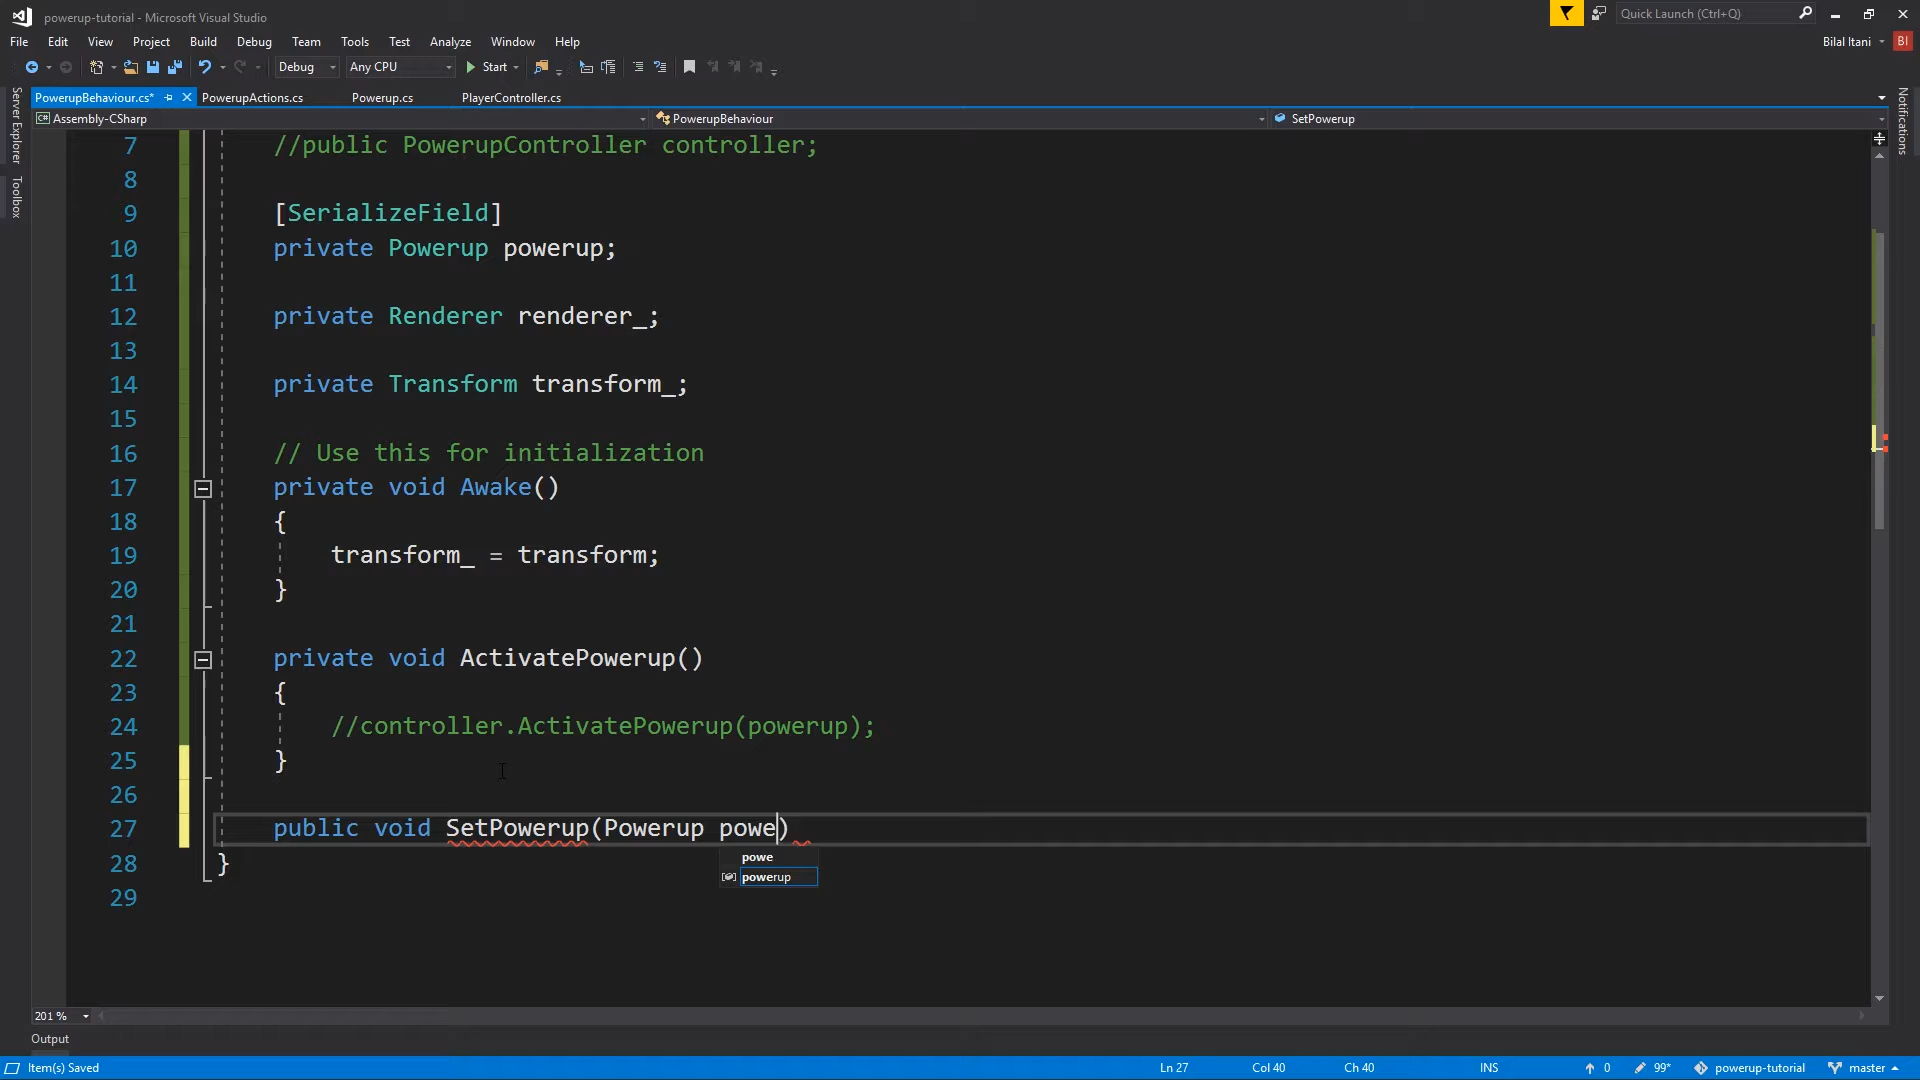 powerup-tutorial - Microsoft Visual Studio
Quick Launch (Ctrl+Q)
File Edit View Project Build Debug Team Tools Test Analyze Window Help
Bilal Itani BI
Debug Any CPU Start
PowerupBehaviour.cs* PowerupActions.cs Powerup.cs PlayerController.cs
Assembly-CSharp PowerupBehaviour SetPowerup
Server Explorer
Toolbox
Notifications
7 //public PowerupController controller;
8
9 [SerializeField]
10 private Powerup powerup;
11
12 private Renderer renderer_;
13
14 private Transform transform_;
15
16 // Use this for initialization
17 private void Awake()
18 {
19 transform_ = transform;
20 }
21
22 private void ActivatePowerup()
23 {
24 //controller.ActivatePowerup(powerup);
25 }
26
27 public void SetPowerup(Powerup powe)
powe
powerup
28 }
29
201 %
Output
Item(s) Saved Ln 27 Col 40 Ch 40 INS 0 99* powerup-tutorial master